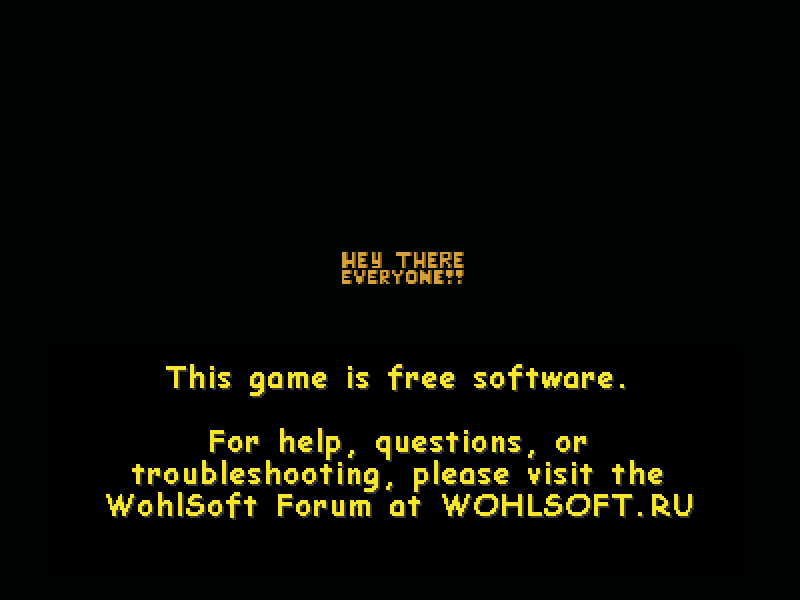 HEY THERE
EVERYONE!!
This game is free software.
For help, questions, or
troubleshooting, please visit the
WohlSoft Forum at WOHLSOFT.RU